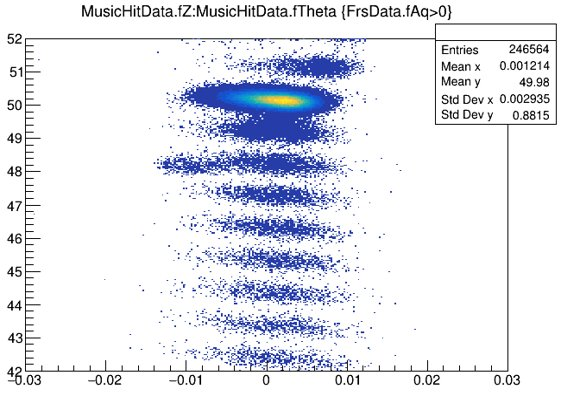 MusicHitData.fZ:MusicHitData.fTheta {FrsData.fAq>0}
Entries 246564
Mean x 0.001214
Mean y 49.98
Std Dev x 0.002935
Std Dev y 0.8815
52
51
50
49
48
47
46
45
44
43
42
−0.03 −0.02 −0.01 0 0.01 0.02 0.03